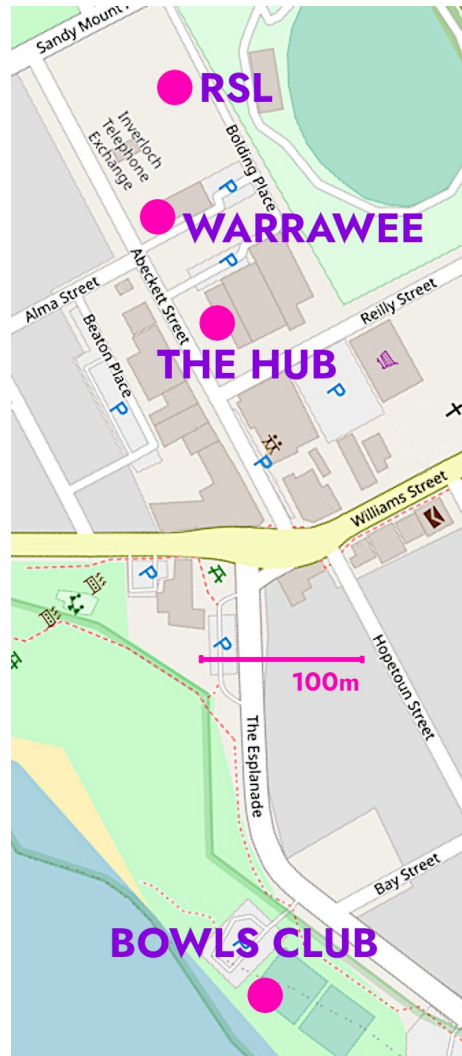 Sandy Mount
RSL
Inverloch
Telephone
Exchange
Bolding Place
P
WARRAWEE
P
Alma Street
Abeckett Street
Beaton Place
Reilly Street
THE HUB
P
P
P
Williams Street
P
P
Hopetoun Street
100m
The Esplanade
Bay Street
BOWLS CLUB
P